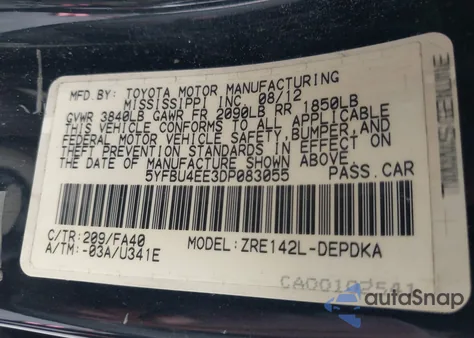 MFD.BY: TOYOTA MOTOR MANUFACTURING
MISSISSIPPI INC. 08/12
GVWR 3840LB GAWR FR 2090LB RR 1850LB
THIS VEHICLE CONFORMS TO ALL APPLICABLE
FEDERAL MOTOR VEHICLE SAFETY,BUMPER,AND
THEFT PREVENTION STANDARDS IN EFFECT ON THE
DATE OF MANUFACTURE SHOWN ABOVE.
5YFBU4EE3DP083055 PASS.CAR
C/TR:209/FA40 MODEL:ZRE142L-DEPDKA
A/TM:-03A/U341E
autaSnap